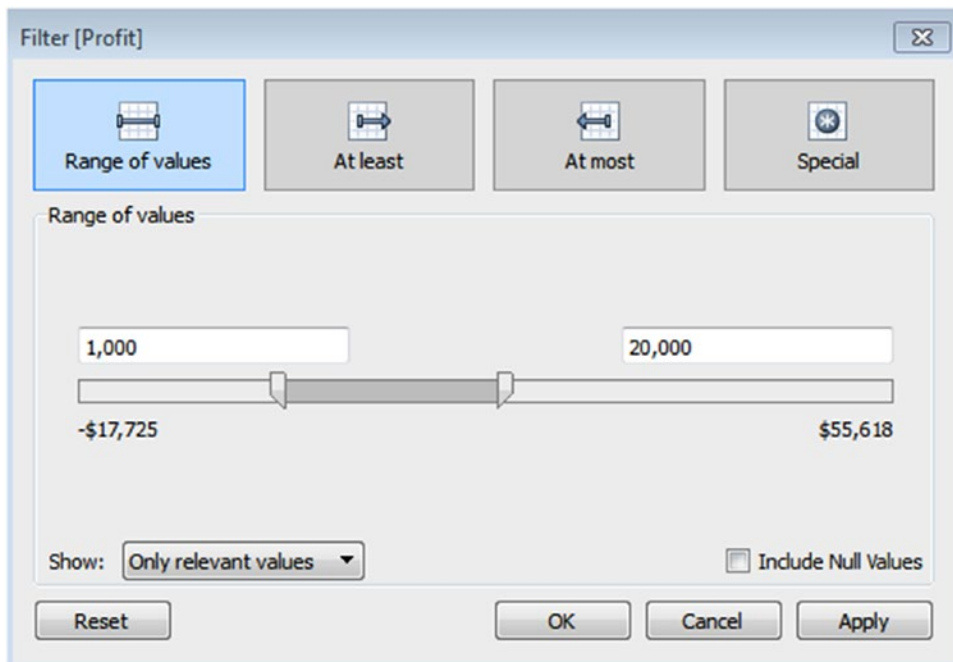 Filter [Profit]
Range of values
At least
At most
Special
Range of values
1,000
20,000
-$17,725
$55,618
Show:
Only relevant values
Include Null Values
Reset
OK
Cancel
Apply